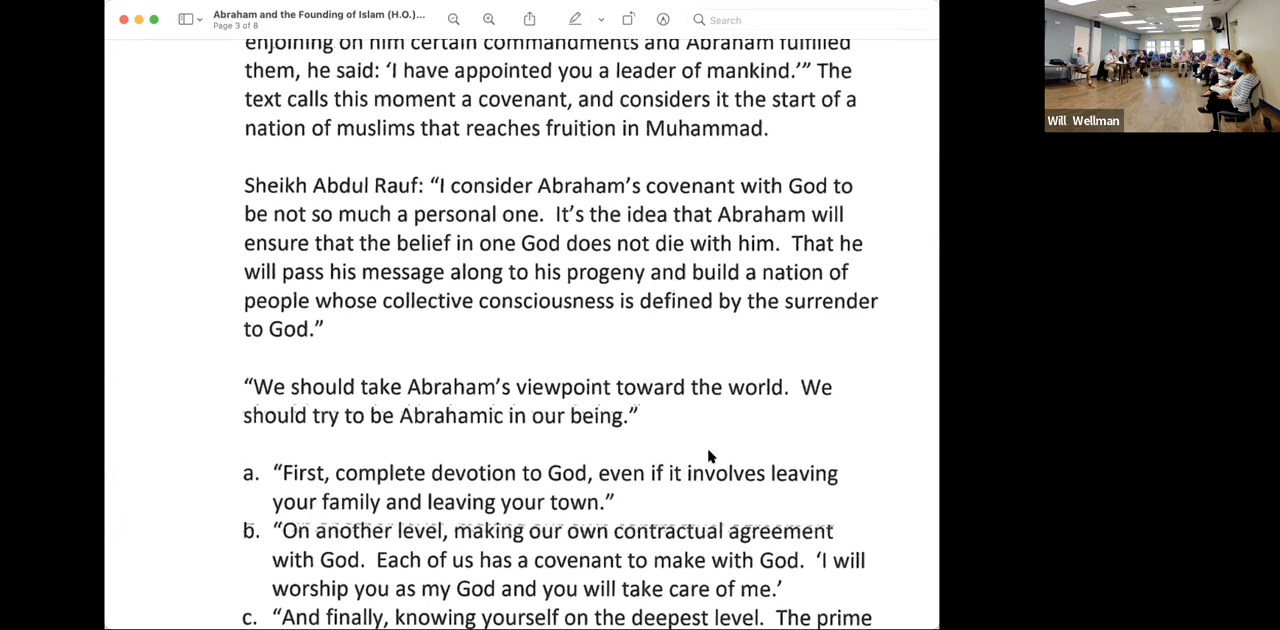 Abraham and the Founding of Islam (H.O.)...
Page 3 of 8
Search
enjoining on him certain commandments and Abraham fulfilled
them, he said: ‘I have appointed you a leader of mankind.’” The
text calls this moment a covenant, and considers it the start of a
nation of muslims that reaches fruition in Muhammad.
Sheikh Abdul Rauf: “I consider Abraham’s covenant with God to
be not so much a personal one.  It’s the idea that Abraham will
ensure that the belief in one God does not die with him.  That he
will pass his message along to his progeny and build a nation of
people whose collective consciousness is defined by the surrender
to God.”
“We should take Abraham’s viewpoint toward the world.  We
should try to be Abrahamic in our being.”
a. “First, complete devotion to God, even if it involves leaving
your family and leaving your town.”
b. “On another level, making our own contractual agreement
with God.  Each of us has a covenant to make with God.  ‘I will
worship you as my God and you will take care of me.’
c. “And finally, knowing yourself on the deepest level.  The prime
Will Wellman